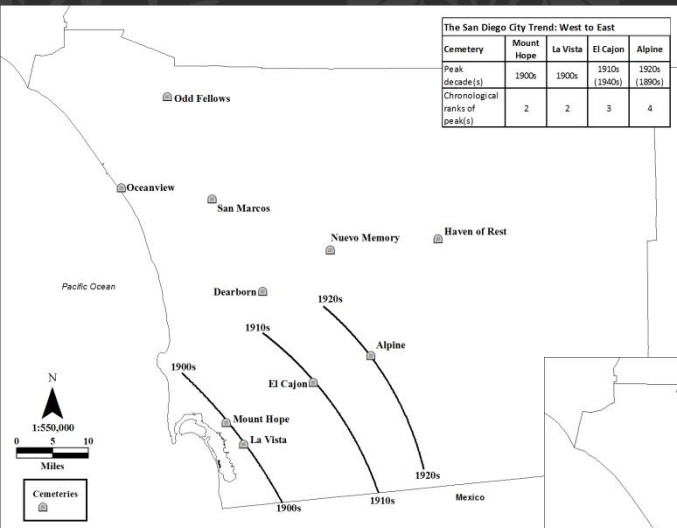 The San Diego City Trend: West to East
Cemetery Mount Hope La Vista El Cajon Alpine
Peak decade(s) 1900s 1900s 1910s (1940s) 1920s (1890s)
Chronological ranks of peak(s) 2 2 3 4
Odd Fellows
Oceanview
San Marcos
Nuevo Memory
Haven of Rest
Pacific Ocean
Dearborn
1920s
1910s
Alpine
1900s
El Cajon
N
1:550,000
0 5 10
Miles
Mount Hope
La Vista
Cemeteries
1920s
Mexico
1910s
1900s